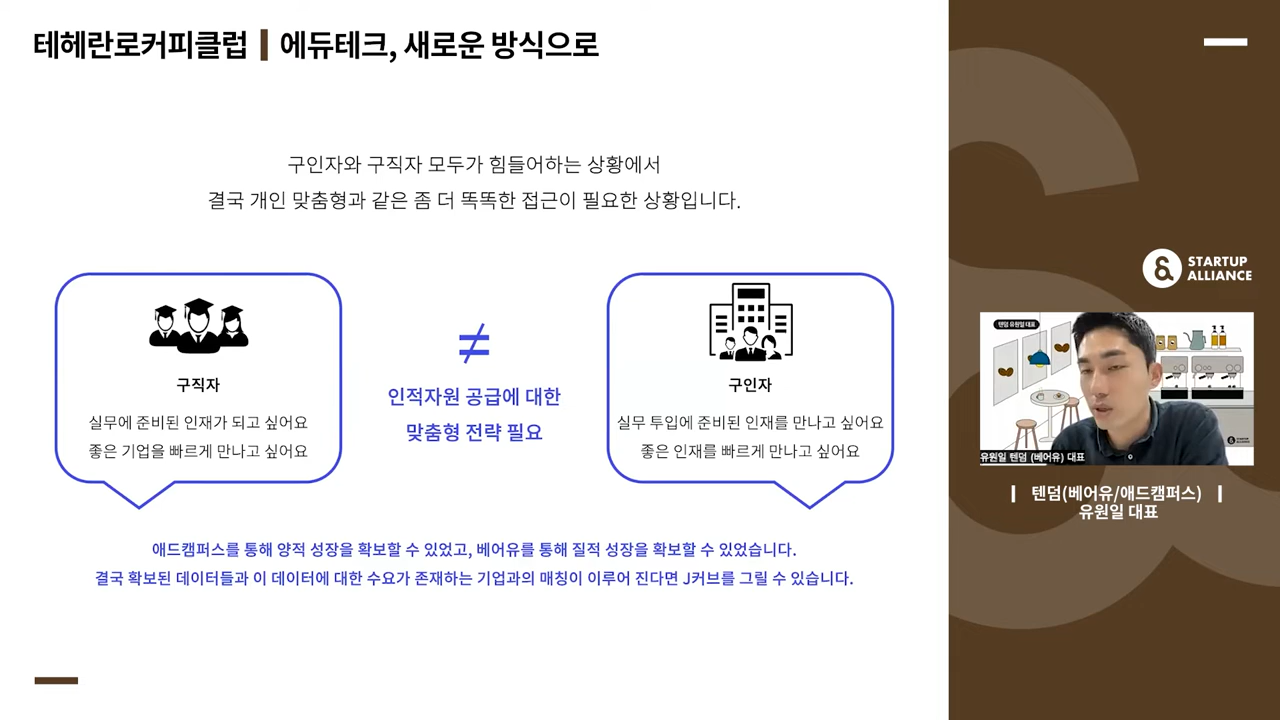 테헤란로커피클럽 | 에듀테크, 새로운 방식으로
구인자와 구직자 모두가 힘들어하는 상황에서
결국 개인 맞춤형과 같은 좀 더 똑똑한 접근이 필요한 상황입니다.
구직자
실무에 준비된 인재가 되고 싶어요
좋은 기업을 빠르게 만나고 싶어요
≠
인적자원 공급에 대한
맞춤형 전략 필요
구인자
실무 투입에 준비된 인재를 만나고 싶어요
좋은 인재를 빠르게 만나고 싶어요
애드캠퍼스를 통해 양적 성장을 확보할 수 있었고, 베어유를 통해 질적 성장을 확보할 수 있었습니다.
결국 확보된 데이터들과 이 데이터에 대한 수요가 존재하는 기업과의 매칭이 이루어 진다면 J커브를 그릴 수 있습니다.
STARTUP
ALLIANCE
텐덤 유원일 대표
유원일 텐덤 (베어유) 대표
| 텐덤(베어유/애드캠퍼스) |
유원일 대표